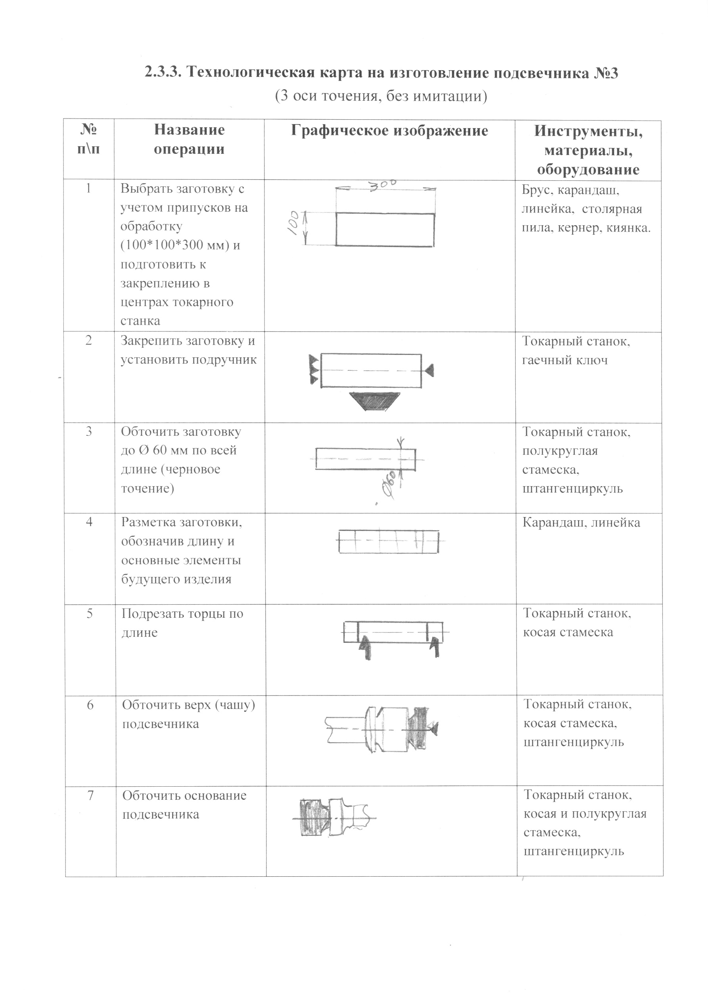 2.3.3. Технологическая карта на изготовление подсвечника №3
(3 оси точения, без имитации)
№
п\п
Название
операции
Графическое изображение
Инструменты,
материалы,
оборудование
1
Выбрать заготовку с
учетом припусков на
обработку
(100*100*300 мм) и
подготовить к
закреплению в
центрах токарного
станка
300
100
Брус, карандаш,
линейка, столярная
пила, кернер, киянка.
2
Закрепить заготовку и
установить подручник
Токарный станок,
гаечный ключ
3
Обточить заготовку
до Ø 60 мм по всей
длине (черновое
точение)
Ø60
Токарный станок,
полукруглая
стамеска,
штангенциркуль
4
Разметка заготовки,
обозначив длину и
основные элементы
будущего изделия
Карандаш, линейка
5
Подрезать торцы по
длине
Токарный станок,
косая стамеска
6
Обточить верх (чашу)
подсвечника
Токарный станок,
косая стамеска,
штангенциркуль
7
Обточить основание
подсвечника
Токарный станок,
косая и полукруглая
стамеска,
штангенциркуль